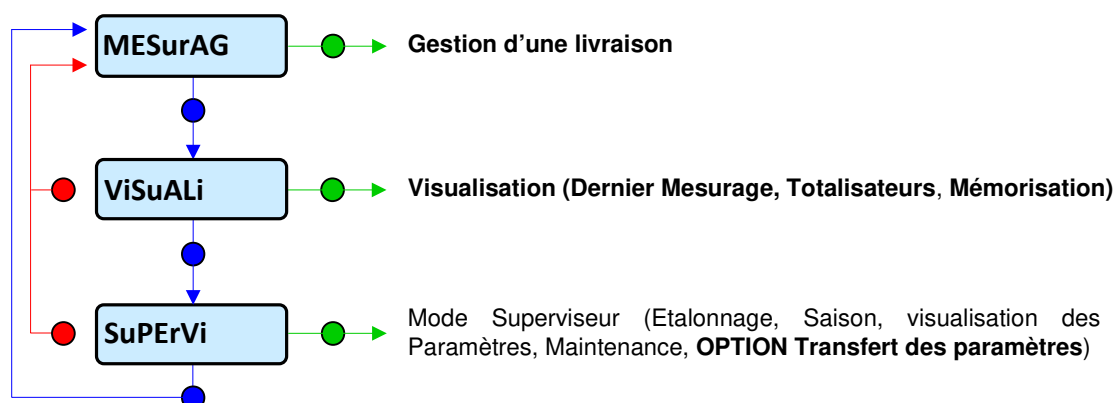 MESurAG
Gestion d’une livraison
ViSuALi
Visualisation (Dernier Mesurage, Totalisateurs, Mémorisation)
SuPErVi
Mode Superviseur (Etalonnage, Saison, visualisation des
Paramètres, Maintenance, OPTION Transfert des paramètres)